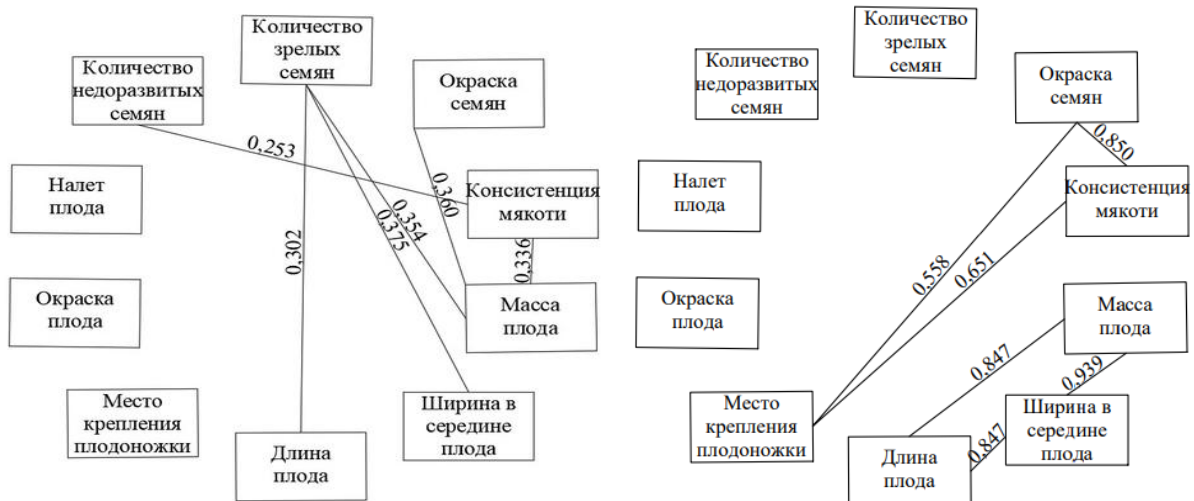 Количество
зрелых
семян
Количество
недоразвитых
семян
Окраска
семян
0,253
Налет
плода
Консистенция
мякоти
0,360
0,354
0,375
0,302
0,336
Окраска
плода
Масса
плода
Место
крепления
плодоножки
Ширина в
середине
плода
Длина
плода
Количество
зрелых
семян
Количество
недоразвитых
семян
Окраска
семян
0,850
Налет
плода
Консистенция
мякоти
0,558
0,651
Окраска
плода
Масса
плода
0,847
0,939
Место
крепления
плодоножки
Ширина в
середине
плода
0,847
Длина
плода